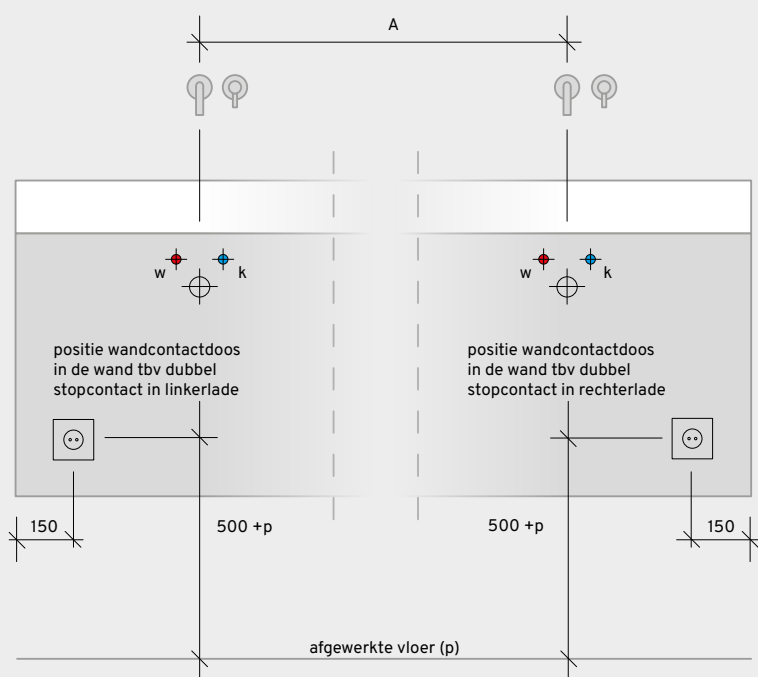 A
w
k
w
k
positie wandcontactdoos
in de wand tbv dubbel
stopcontact in linkerlade
positie wandcontactdoos
in de wand tbv dubbel
stopcontact in rechterlade
150
500 +p
500 +p
150
afgewerkte vloer (p)